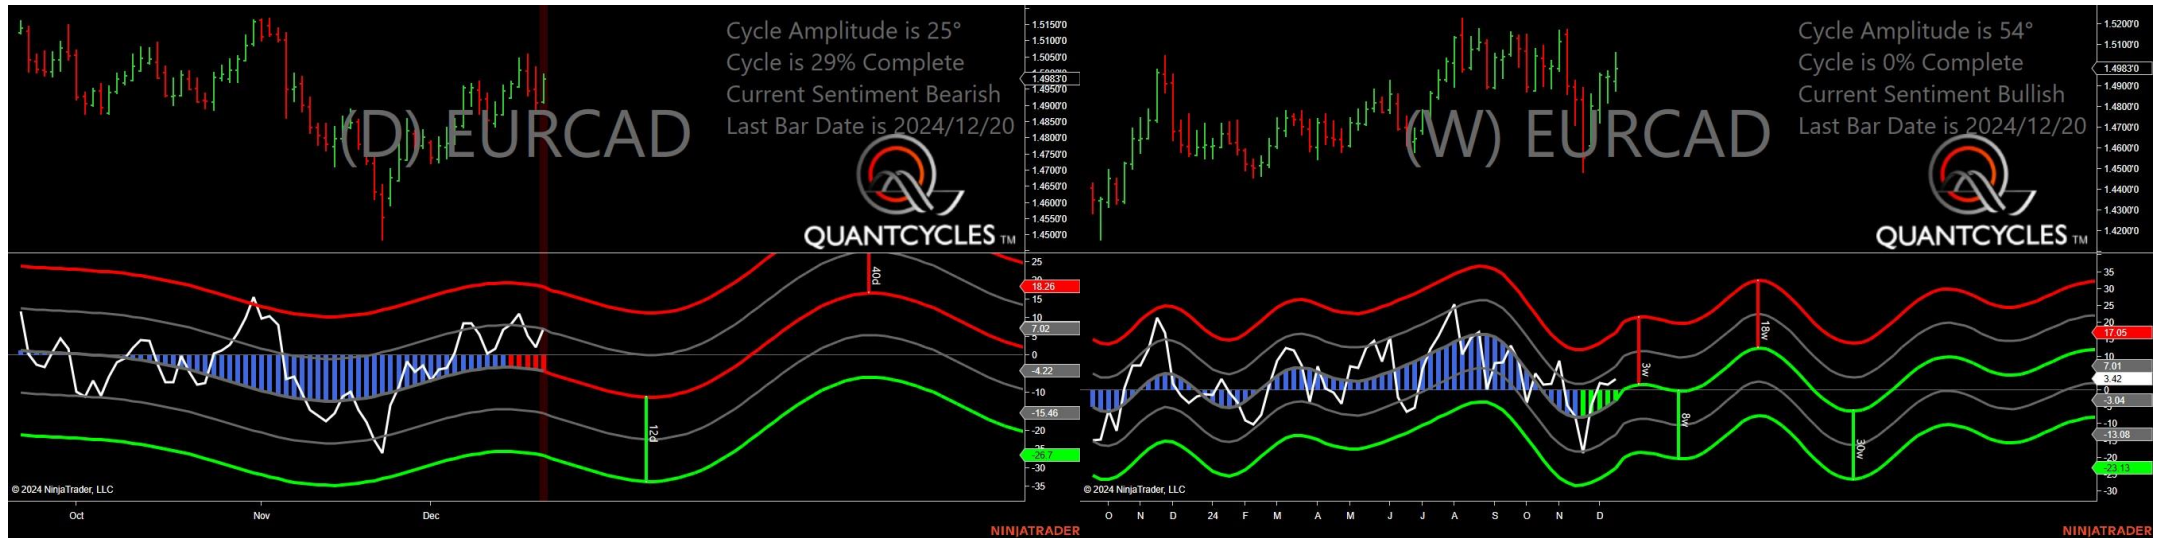 Cycle Amplitude is 25°
Cycle is 29% Complete
Current Sentiment Bearish
Last Bar Date is 2024/12/20
(D) EURCAD
QUANTCYCLES TM
1.5150'0
1.5100'0
1.5050'0
1.4983'0
1.4950'0
1.4900'0
1.4850'0
1.4800'0
1.4750'0
1.4700'0
1.4650'0
1.4600'0
1.4550'0
1.4500'0
25
18.26
15
10
7.02
5
0
-4.22
-10
-15.46
-20
-26.7
-30
-35
40d
12d
© 2024 NinjaTrader, LLC
Oct Nov Dec
NINJATRADER
Cycle Amplitude is 54°
Cycle is 0% Complete
Current Sentiment Bullish
Last Bar Date is 2024/12/20
(W) EURCAD
QUANTCYCLES TM
1.5200'0
1.5100'0
1.4983'0
1.4900'0
1.4800'0
1.4700'0
1.4600'0
1.4500'0
1.4400'0
1.4300'0
1.4200'0
35
30
25
20
17.05
10
7.01
3.42
0
-3.04
-10
-13.08
-20
-23.13
-30
3w
8w
18w
30w
© 2024 NinjaTrader, LLC
O N D 24 F M A M J J A S O N D
NINJATRADER